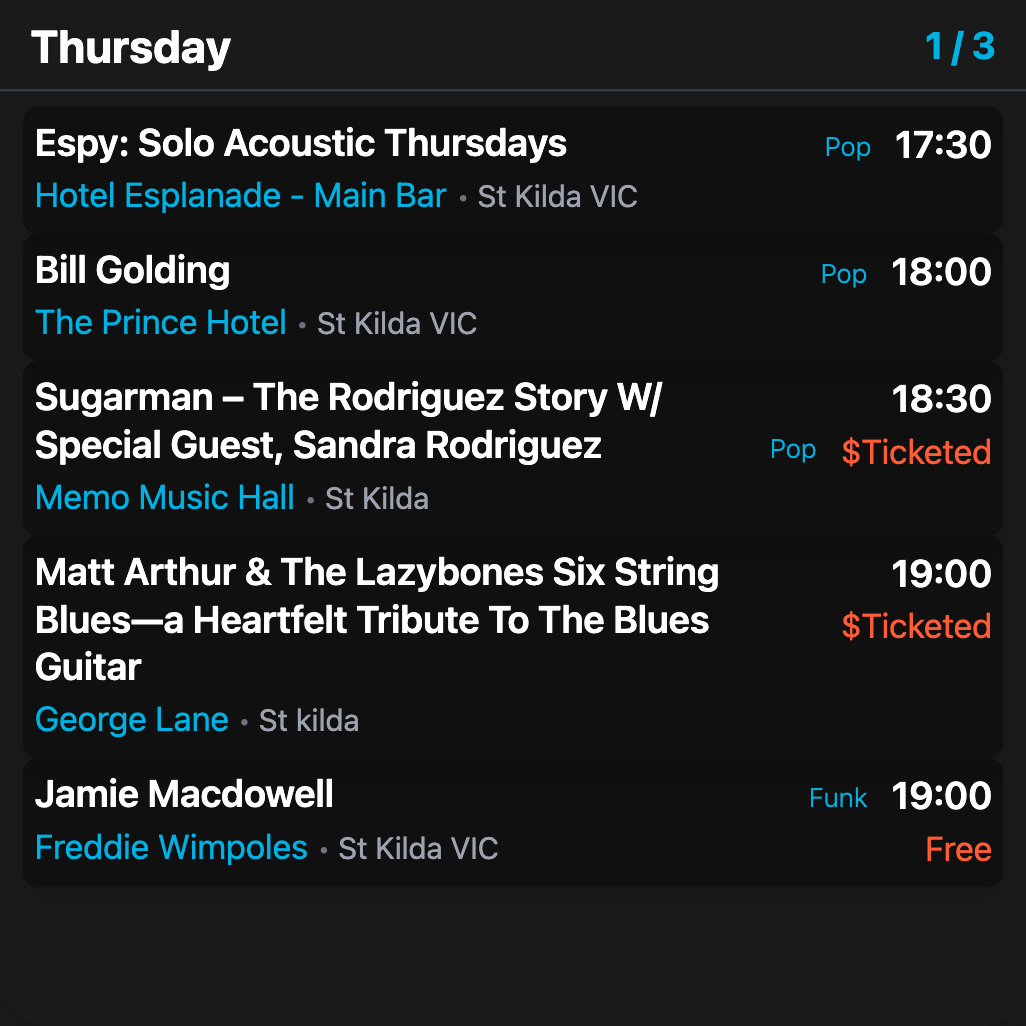 Thursday 1 / 3
Espy: Solo Acoustic Thursdays Pop 17:30
Hotel Esplanade - Main Bar • St Kilda VIC
Bill Golding Pop 18:00
The Prince Hotel • St Kilda VIC
Sugarman – The Rodriguez Story W/ 18:30
Special Guest, Sandra Rodriguez Pop $Ticketed
Memo Music Hall • St Kilda
Matt Arthur & The Lazybones Six String 19:00
Blues—a Heartfelt Tribute To The Blues $Ticketed
Guitar
George Lane • St kilda
Jamie Macdowell Funk 19:00
Freddie Wimpoles • St Kilda VIC Free